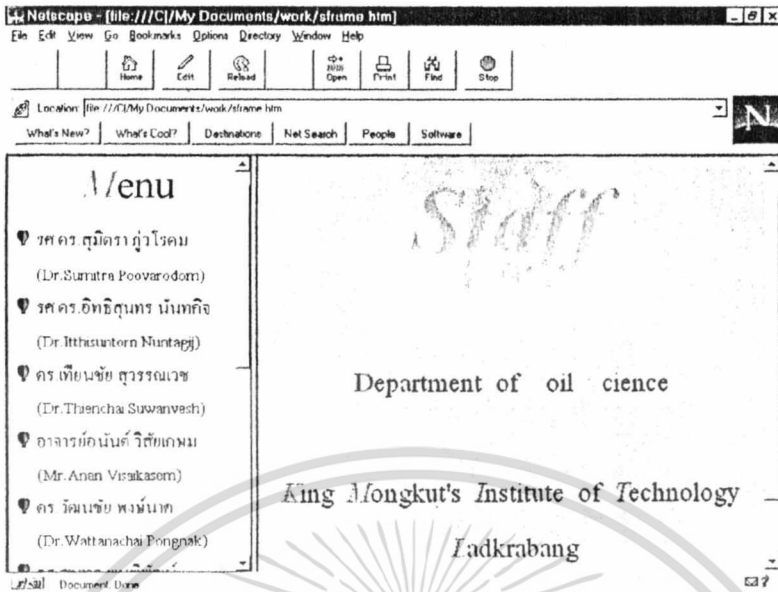 Netscape - [file:///C|/My Documents/work/sframe.htm]
File Edit View Go Bookmarks Options Directory Window Help
Home Edit Reload Open Print Find Stop
Location: file:///C|/My Documents/work/sframe.htm
What's New? What's Cool? Destinations Net Search People Software
Menu
รศ.ดร.สุมิตรา ภู่วโรดม
(Dr.Sumitra Poovarodom)
รศ.ดร.อิทธิสุนทร นันทกิจ
(Dr.Itthisuntorn Nuntagij)
ดร.เทียนชัย สุวรรณเวช
(Dr.Thienchai Suwanvesh)
อาจารย์อนันต์ วิสัยเกษม
(Mr.Anan Visaikasem)
ดร.วัฒนชัย พงษ์นาค
(Dr.Wattanachai Pongnak)
Staff
Department of oil cience
King Mongkut's Institute of Technology
Ladkrabang
Document: Done